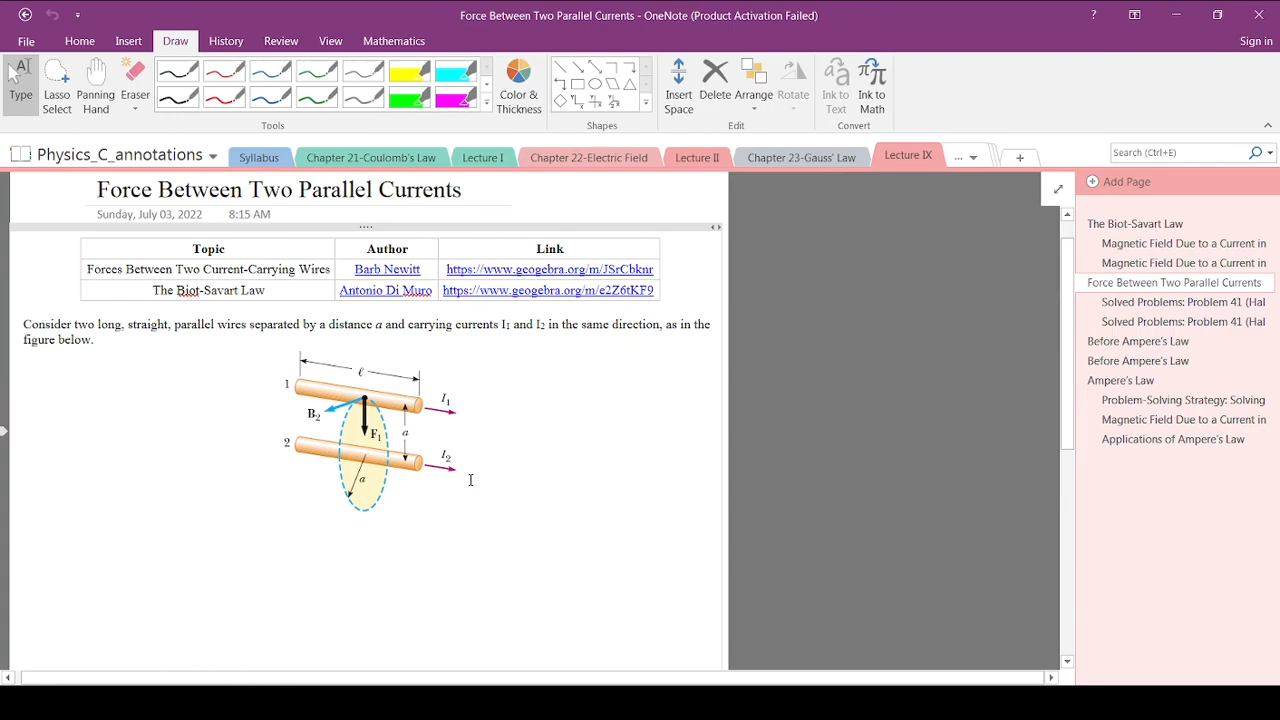 Force Between Two Parallel Currents - OneNote (Product Activation Failed)
?
File Home Insert Draw History Review View Mathematics
Sign in
Type
Lasso Select
Panning Hand
Eraser
Color & Thickness
Insert Space
Delete
Arrange
Rotate
Ink to Text
Ink to Math
Tools
Shapes
Edit
Convert
Physics_C_annotations
Syllabus
Chapter 21-Coulomb's Law
Lecture I
Chapter 22-Electric Field
Lecture II
Chapter 23-Gauss' Law
Lecture IX
...
+
Search (Ctrl+E)
Force Between Two Parallel Currents
Sunday, July 03, 2022 8:15 AM
Topic Author Link
Forces Between Two Current-Carrying Wires Barb Newitt https://www.geogebra.org/m/JSrCbknr
The Biot-Savart Law Antonio Di Muro https://www.geogebra.org/m/e2Z6tKF9
Consider two long, straight, parallel wires separated by a distance a and carrying currents I1 and I2 in the same direction, as in the
figure below.
ℓ
1
I1
B2
F1
a
2
I2
a
Add Page
The Biot-Savart Law
Magnetic Field Due to a Current in
Magnetic Field Due to a Current in
Force Between Two Parallel Currents
Solved Problems: Problem 41 (Hal
Solved Problems: Problem 41 (Hal
Before Ampere's Law
Before Ampere's Law
Ampere's Law
Problem-Solving Strategy: Solving
Magnetic Field Due to a Current in
Applications of Ampere's Law